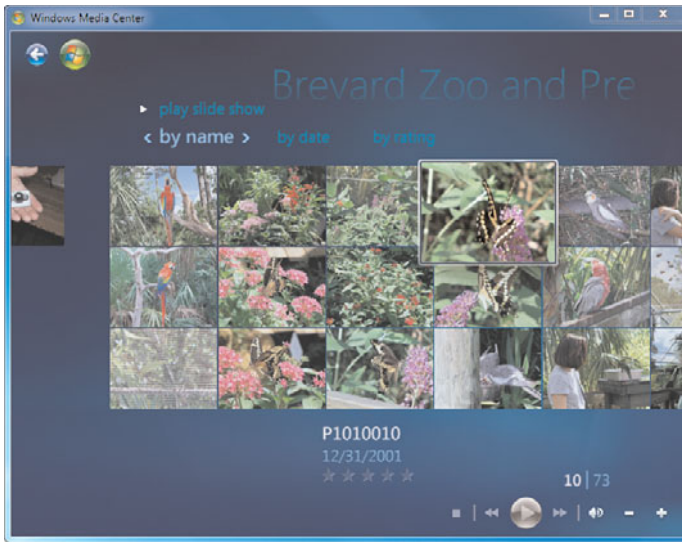 Windows Media Center
Brevard Zoo and Pre
play slide show
by name by date by rating
P1010010
12/31/2001
10 | 73